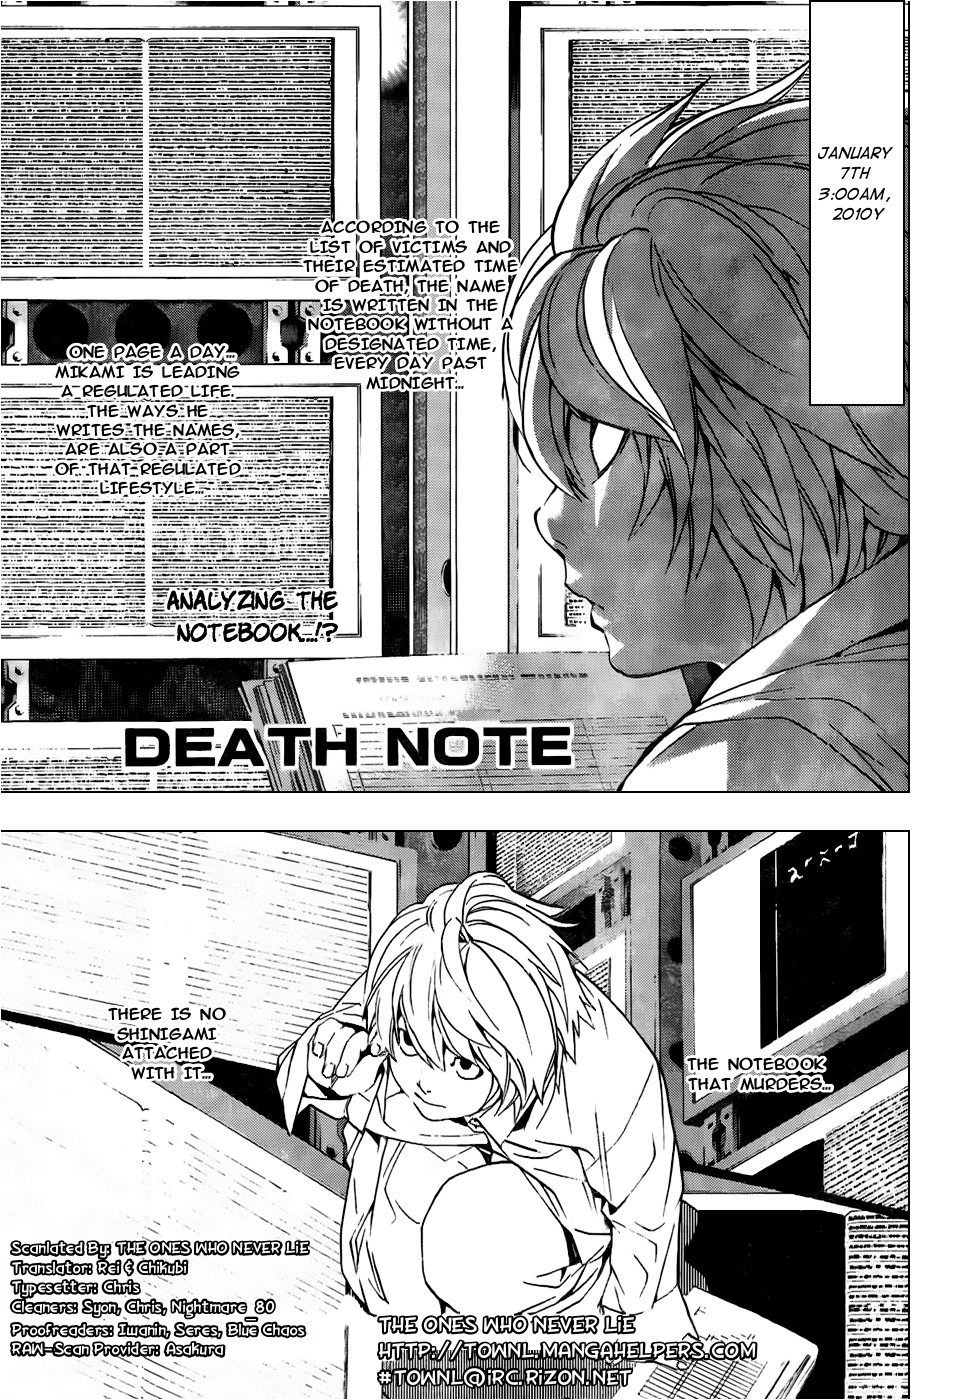 JANUARY
7TH
3:00AM,
2010Y
ACCORDING TO THE
LIST OF VICTIMS AND
THEIR ESTIMATED TIME
OF DEATH, THE NAME
IS WRITTEN IN THE
NOTEBOOK WITHOUT A
DESIGNATED TIME,
EVERY DAY PAST
MIDNIGHT..
ONE PAGE A DAY...
MIKAMI IS LEADING
A REGULATED LIFE.
THE WAYS HE
WRITES THE NAMES,
ARE ALSO A PART
OF THAT REGULATED
LIFESTYLE...
ANALYZING THE
NOTEBOOK...!?
DEATH NOTE
THE NOTEBOOK
THAT MURDERS...
THERE IS NO
SHINIGAMI
ATTACHED
WITH IT...
Scanlated By: THE ONES WHO NEVER LiE
Translator: Rei & Chikubi
Typesetter: Chris
Cleaners: Syon, Chris, Nightmare_80
Proofreaders: Iwanin, Seres, Blue Chaos
RAW-Scan Provider: Asakura
THE ONES WHO NEVER LiE
HTTP://TOWNL.MANGAHELPERS.COM
#TOWNL@iRC.RiZON.NET